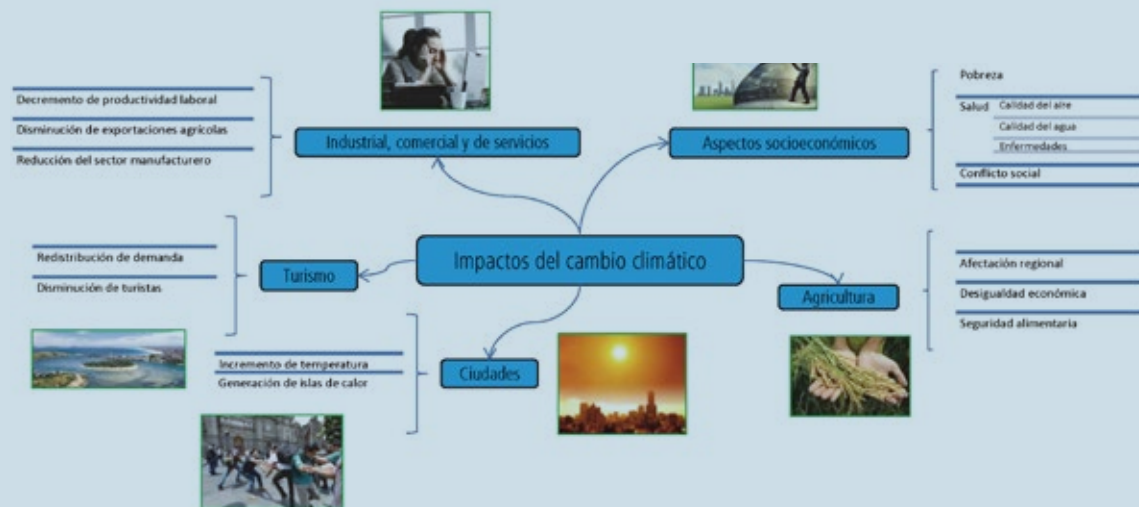 Impactos del cambio climático
Industrial, comercial y de servicios
Decremento de productividad laboral
Disminución de exportaciones agrícolas
Reducción del sector manufacturero
Aspectos socioeconómicos
Pobreza
Salud
Calidad del aire
Calidad del agua
Enfermedades
Conflicto social
Turismo
Redistribución de demanda
Disminución de turistas
Agricultura
Afectación regional
Desigualdad económica
Seguridad alimentaria
Ciudades
Incremento de temperatura
Generación de islas de calor